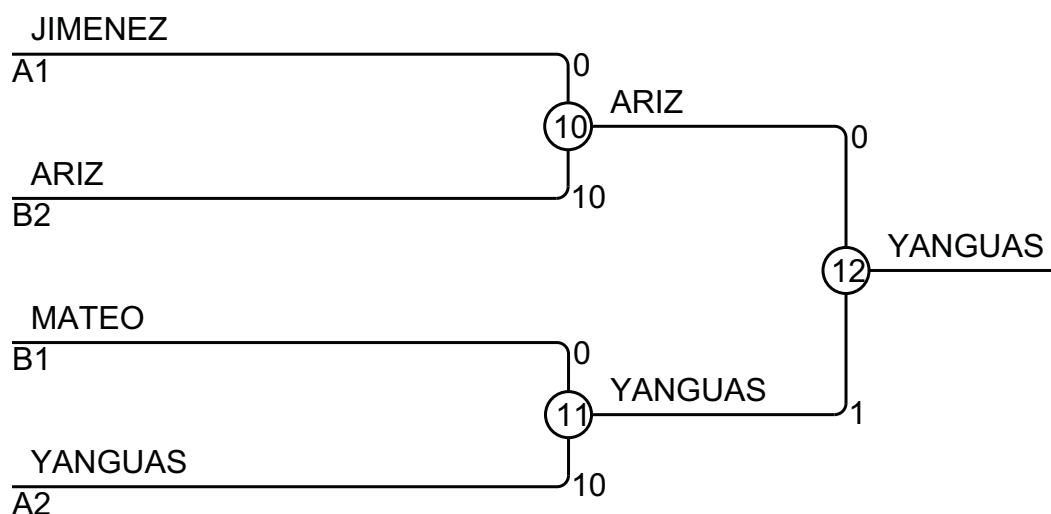 JIMENEZ
A1
0
10
ARIZ
0
ARIZ
B2
10
12
YANGUAS
MATEO
B1
0
11
YANGUAS
1
YANGUAS
A2
10